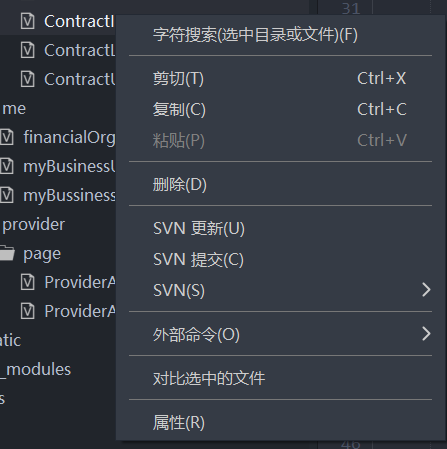 31
ContractI
字符搜索(选中目录或文件)(F)
ContractL
ContractU
剪切(T) Ctrl+X
me
复制(C) Ctrl+C
financialOrg
粘贴(P) Ctrl+V
myBusinessU
删除(D)
myBussines
provider
SVN 更新(U)
page
SVN 提交(C)
ProviderA
SVN(S)
ProviderA
外部命令(O)
atic
_modules
对比选中的文件
s
属性(R)
46